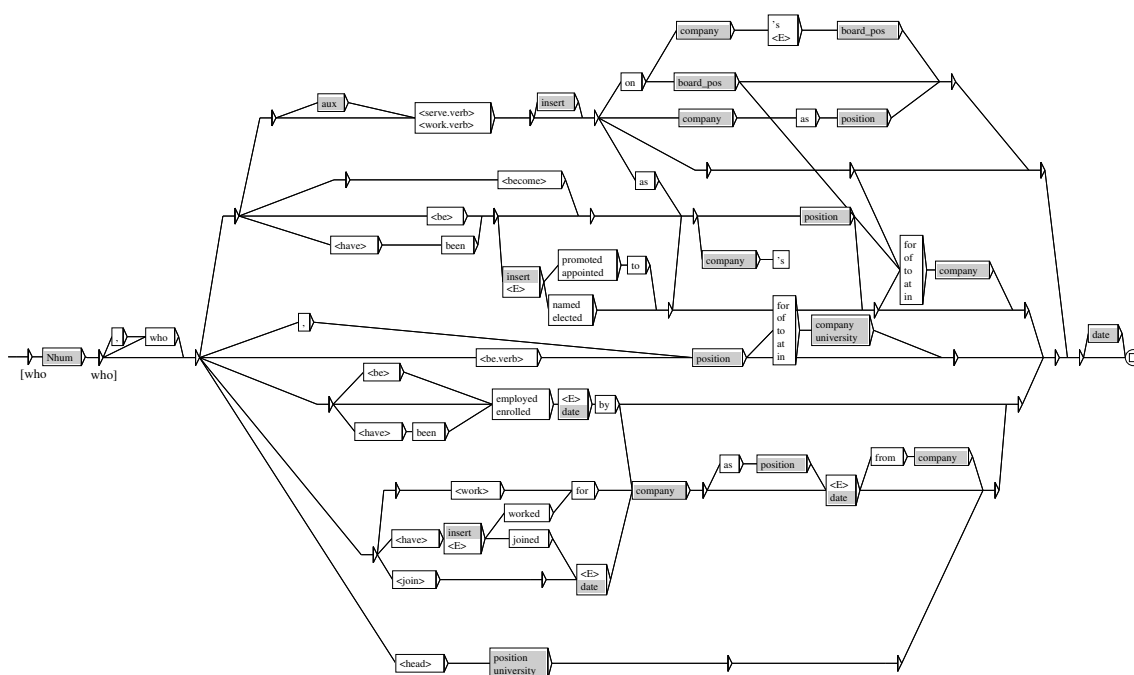 company
's
<E>
board_pos
on
board_pos
aux
insert
<serve.verb>
<work.verb>
company
as
position
<become>
as
<be>
position
<have>
been
for
of
to
at
in
company
company
's
promoted
appointed
to
insert
<E>
named
elected
for
of
to
at
in
company
university
,
,
who
Nhum
date
<be.verb>
position
[who
who]
<be>
employed
enrolled
<E>
date
by
<have>
been
as
position
from
company
<work>
for
company
<E>
date
worked
<have>
insert
<E>
joined
<join>
<E>
date
<head>
position
university